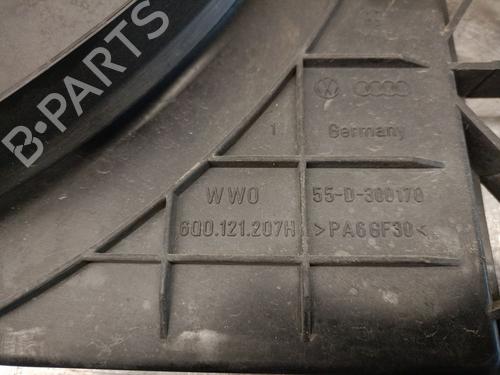 B-PARTS
1 Germany
WWO 55-D-300170
6Q0.121.207H >PA6GF30<